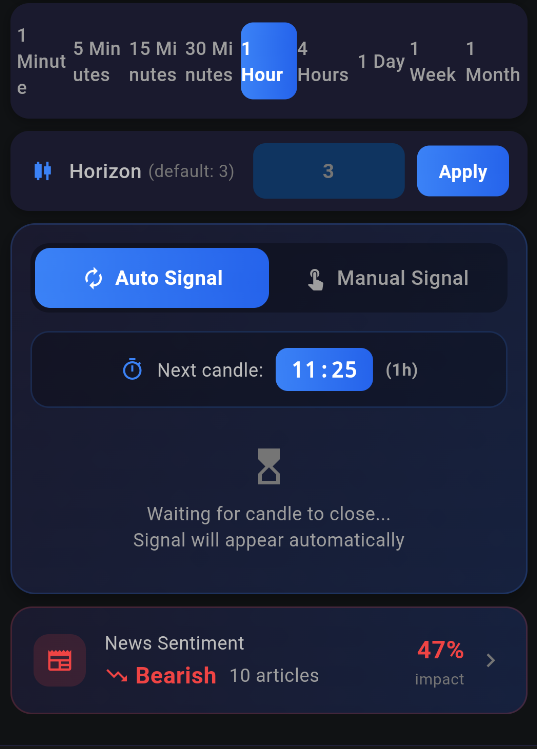 1 Minute
5 Minutes
15 Minutes
30 Minutes
1 Hour
4 Hours
1 Day
1 Week
1 Month
Horizon (default: 3) 3 Apply
Auto Signal Manual Signal
Next candle: 11:25 (1h)
Waiting for candle to close...
Signal will appear automatically
News Sentiment
Bearish 10 articles
47%
impact